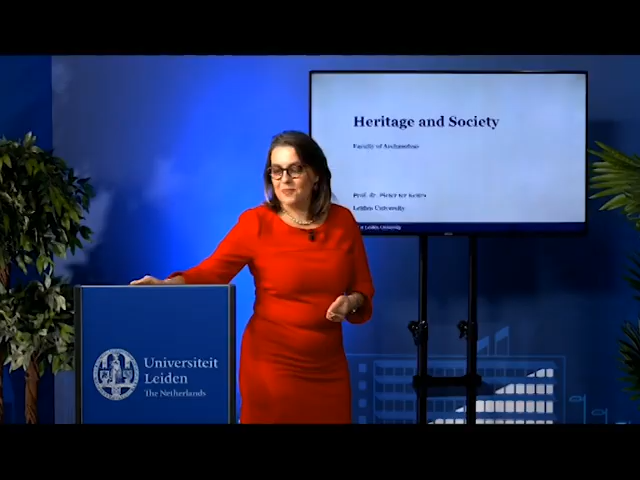 Heritage and Society
Faculty of Archaeology
Prof. dr. Pieter ter Keurs
Leiden University
Universiteit
Leiden
The Netherlands